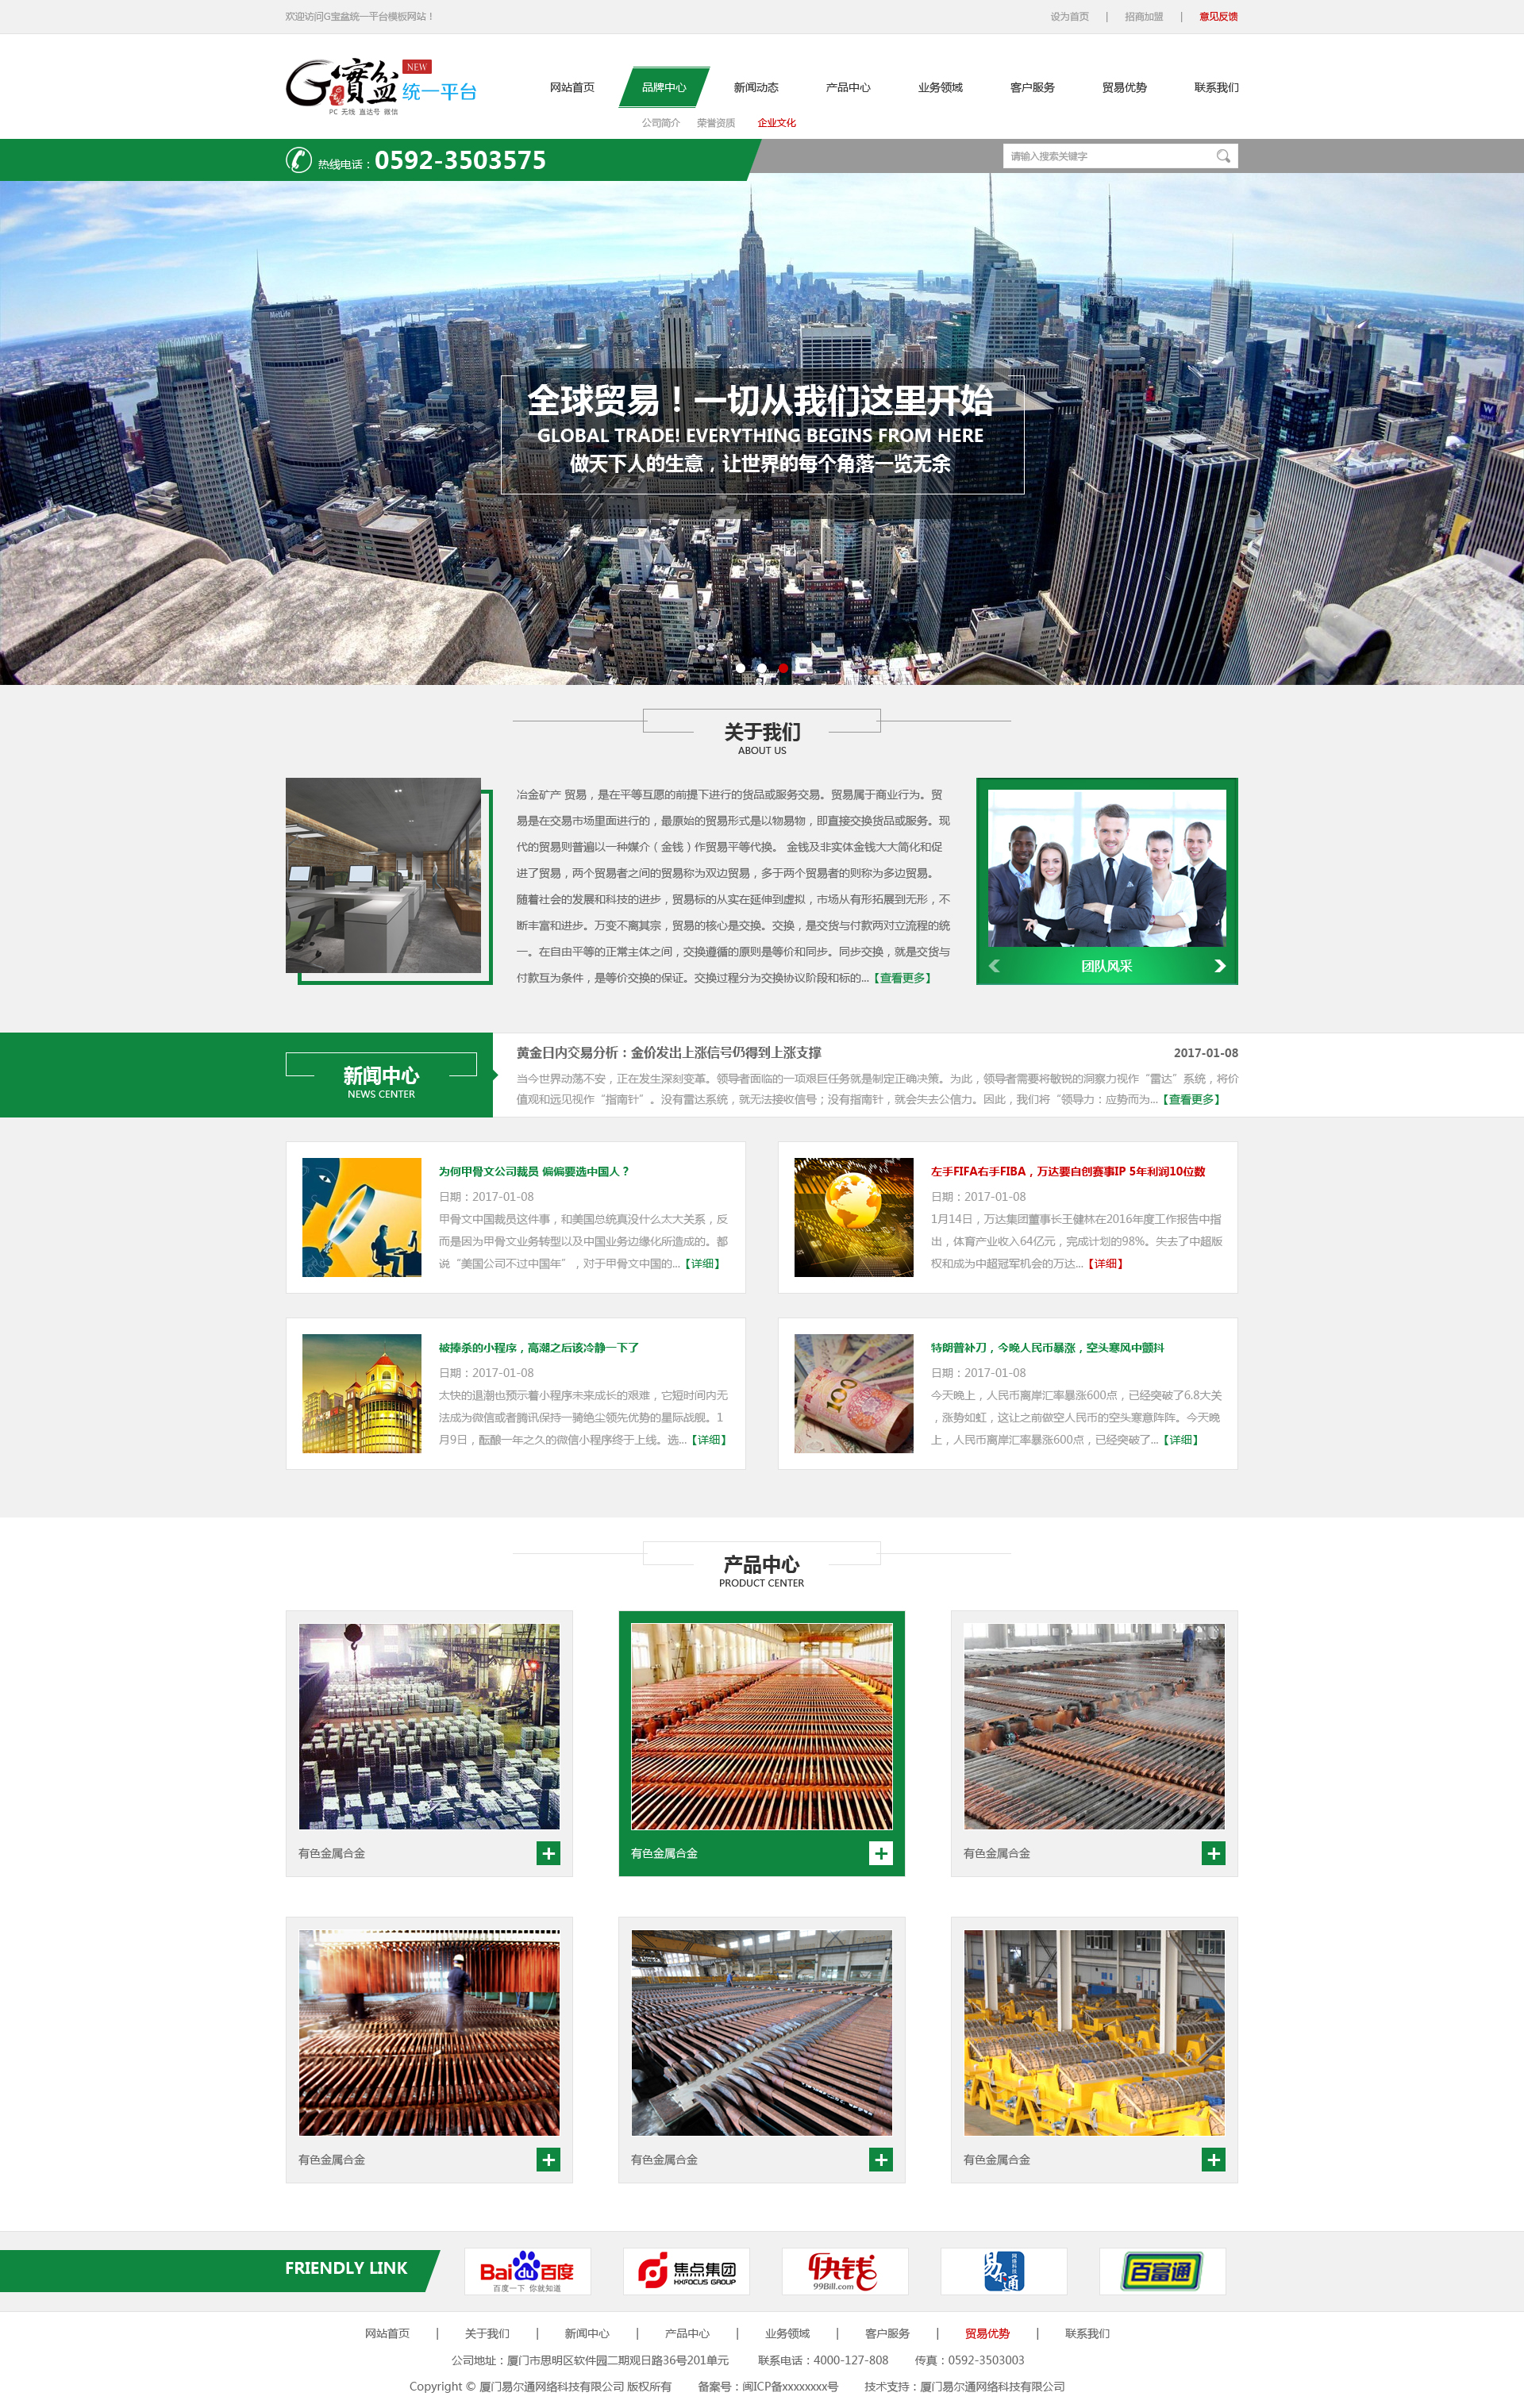 欢迎访问G宝盆统一平台模板网站！
设为首页 | 招商加盟 | 意见反馈
G寶盆 NEW 统一平台
PC 无线 直达号 微信
网站首页 品牌中心 新闻动态 产品中心 业务领域 客户服务 贸易优势 联系我们
公司简介 荣誉资质 企业文化
热线电话：0592-3503575
请输入搜索关键字
MetLife
全球贸易！一切从我们这里开始
GLOBAL TRADE! EVERYTHING BEGINS FROM HERE
做天下人的生意，让世界的每个角落一览无余
关于我们
ABOUT US
冶金矿产 贸易，是在平等互愿的前提下进行的货品或服务交易。贸易属于商业行为。贸
易是在交易市场里面进行的，最原始的贸易形式是以物易物，即直接交换货品或服务。现
代的贸易则普遍以一种媒介（金钱）作贸易平等代换。 金钱及非实体金钱大大简化和促
进了贸易，两个贸易者之间的贸易称为双边贸易，多于两个贸易者的则称为多边贸易。
随着社会的发展和科技的进步，贸易标的从实在延伸到虚拟，市场从有形拓展到无形，不
断丰富和进步。万变不离其宗，贸易的核心是交换。交换，是交货与付款两对立流程的统
一。在自由平等的正常主体之间，交换遵循的原则是等价和同步。同步交换，就是交货与
付款互为条件，是等价交换的保证。交换过程分为交换协议阶段和标的...【查看更多】
团队风采
新闻中心
NEWS CENTER
黄金日内交易分析：金价发出上涨信号仍得到上涨支撑 2017-01-08
当今世界动荡不安，正在发生深刻变革。领导者面临的一项艰巨任务就是制定正确决策。为此，领导者需要将敏锐的洞察力视作“雷达”系统，将价
值观和远见视作“指南针”。没有雷达系统，就无法接收信号；没有指南针，就会失去公信力。因此，我们将“领导力：应势而为...【查看更多】
为何甲骨文公司裁员 偏偏要选中国人？
日期：2017-01-08
甲骨文中国裁员这件事，和美国总统真没什么太大关系，反
而是因为甲骨文业务转型以及中国业务边缘化所造成的。都
说“美国公司不过中国年”，对于甲骨文中国的...【详细】
左手FIFA右手FIBA，万达要自创赛事IP 5年利润10位数
日期：2017-01-08
1月14日，万达集团董事长王健林在2016年度工作报告中指
出，体育产业收入64亿元，完成计划的98%。失去了中超版
权和成为中超冠军机会的万达...【详细】
被捧杀的小程序，高潮之后该冷静一下了
日期：2017-01-08
太快的退潮也预示着小程序未来成长的艰难，它短时间内无
法成为微信或者腾讯保持一骑绝尘领先优势的星际战舰。1
月9日，酝酿一年之久的微信小程序终于上线。选...【详细】
特朗普补刀，今晚人民币暴涨，空头寒风中颤抖
日期：2017-01-08
今天晚上，人民币离岸汇率暴涨600点，已经突破了6.8大关
，涨势如虹，这让之前做空人民币的空头寒意阵阵。今天晚
上，人民币离岸汇率暴涨600点，已经突破了...【详细】
100
产品中心
PRODUCT CENTER
有色金属合金 有色金属合金 有色金属合金
有色金属合金 有色金属合金 有色金属合金
FRIENDLY LINK
Bai du 百度
百度一下 你就知道
焦点集团
HXFOCUS GROUP
快钱
99Bill.com
易尔通
网络科技
百富通
网站首页 | 关于我们 | 新闻中心 | 产品中心 | 业务领域 | 客户服务 | 贸易优势 | 联系我们
公司地址：厦门市思明区软件园二期观日路36号201单元 联系电话：4000-127-808 传真：0592-3503003
Copyright © 厦门易尔通网络科技有限公司 版权所有 备案号：闽ICP备xxxxxxxx号 技术支持：厦门易尔通网络科技有限公司